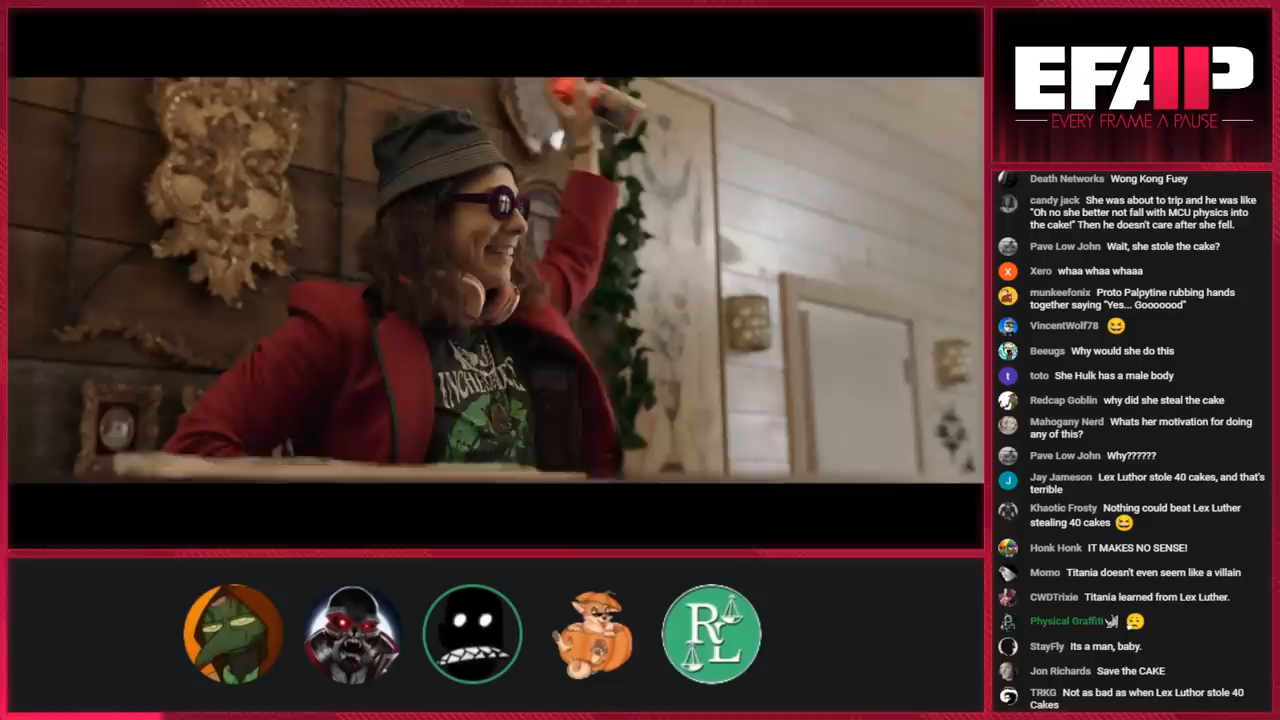 EFAP
EVERY FRAME A PAUSE
Death Networks Wong Kong Fuey
candy jack She was about to trip and he was like
"Oh no she better not fall with MCU physics into
the cake!" Then he doesn't care after she fell.
Pave Low John Wait, she stole the cake?
Xero whaa whaa whaaa
munkeefonix Proto Palpytine rubbing hands
together saying "Yes... Gooooood"
VincentWolf78
Beeugs Why would she do this
toto She Hulk has a male body
Redcap Goblin why did she steal the cake
Mahogany Nerd Whats her motivation for doing
any of this?
Pave Low John Why??????
Jay Jameson Lex Luthor stole 40 cakes, and that's
terrible
Khaotic Frosty Nothing could beat Lex Luther
stealing 40 cakes
Honk Honk IT MAKES NO SENSE!
Momo Titania doesn't even seem like a villain
CWDTrixie Titania learned from Lex Luthor.
Physical Graffiti
StayFly Its a man, baby.
Jon Richards Save the CAKE
TRKG Not as bad as when Lex Luthor stole 40
Cakes
X
t
J
RL